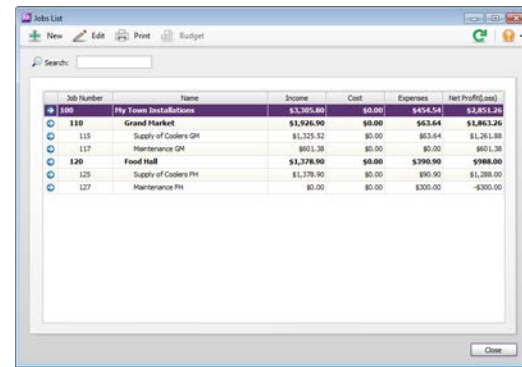 Jobs List
New Edit Print Budget
Search:
Job Number Name Income Cost Expenses Net Profit(Loss)
100 My Town Installations $3,305.80 $0.00 $454.54 $2,851.26
110 Grand Market $1,926.90 $0.00 $63.64 $1,863.26
115 Supply of Coolers GM $1,325.52 $0.00 $63.64 $1,261.88
117 Maintenance GM $601.38 $0.00 $0.00 $601.38
120 Food Hall $1,378.90 $0.00 $390.90 $988.00
125 Supply of Coolers FH $1,378.90 $0.00 $90.90 $1,288.00
127 Maintenance FH $0.00 $0.00 $300.00 -$300.00
Close